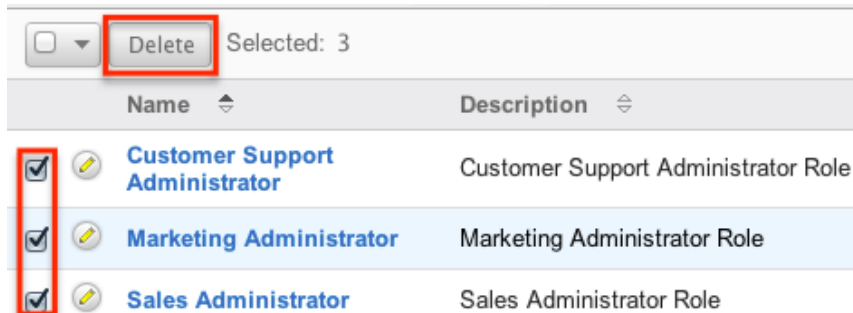 Delete Selected: 3
Name Description
Customer Support
Administrator
Customer Support Administrator Role
Marketing Administrator Marketing Administrator Role
Sales Administrator Sales Administrator Role